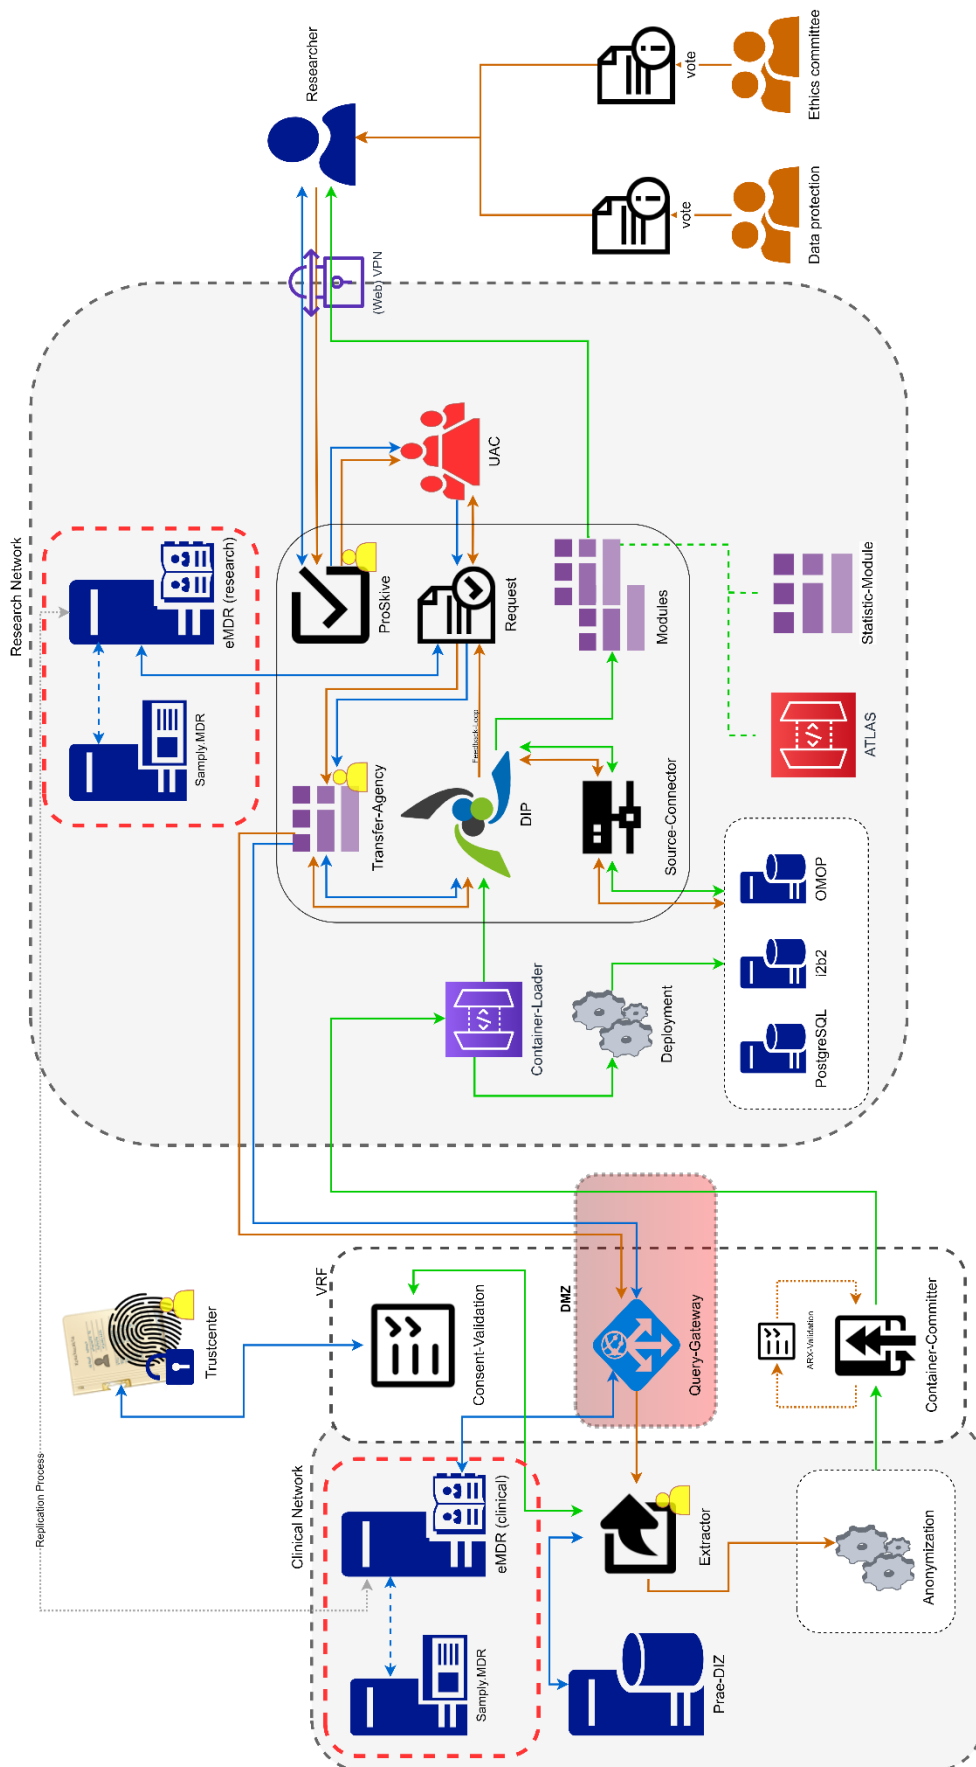 Replication Process
Research Network
Clinical Network
Samply.MDR
eMDR (research)
Researcher
(Web) VPN
ProSkive
UAC
Request
Transfer-Agency
Feedback-Loop
DIP
Modules
Source-Connector
Container-Loader
Deployment
PostgreSQL
i2b2
OMOP
ATLAS
Statistic-Module
vote
Ethics committee
vote
Data protection
Trustcenter
VRF
Consent-Validation
DMZ
Query-Gateway
ARX-Validation
Container-Committer
Samply.MDR
eMDR (clinical)
Prae-DIZ
Extractor
Anonymization